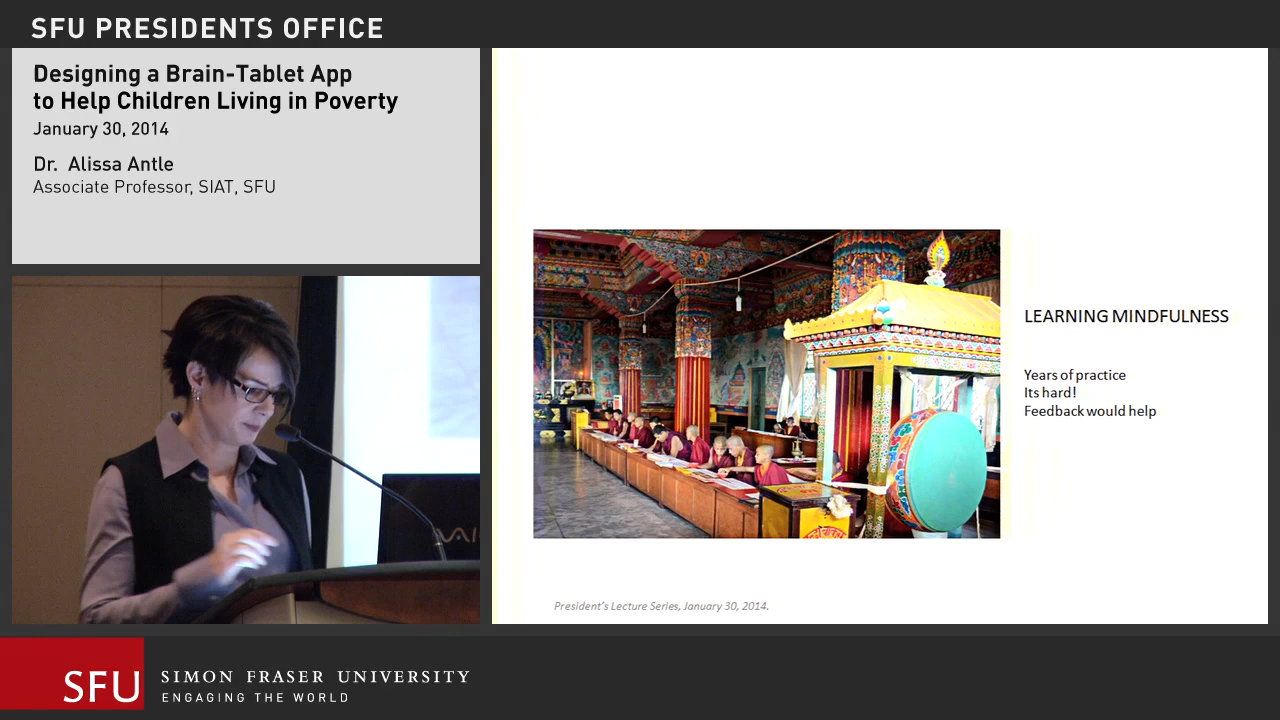 SFU PRESIDENTS OFFICE
Designing a Brain-Tablet App
to Help Children Living in Poverty
January 30, 2014
Dr. Alissa Antle
Associate Professor, SIAT, SFU
LEARNING MINDFULNESS
Years of practice
Its hard!
Feedback would help
President's Lecture Series, January 30, 2014.
SFU
SIMON FRASER UNIVERSITY
ENGAGING THE WORLD